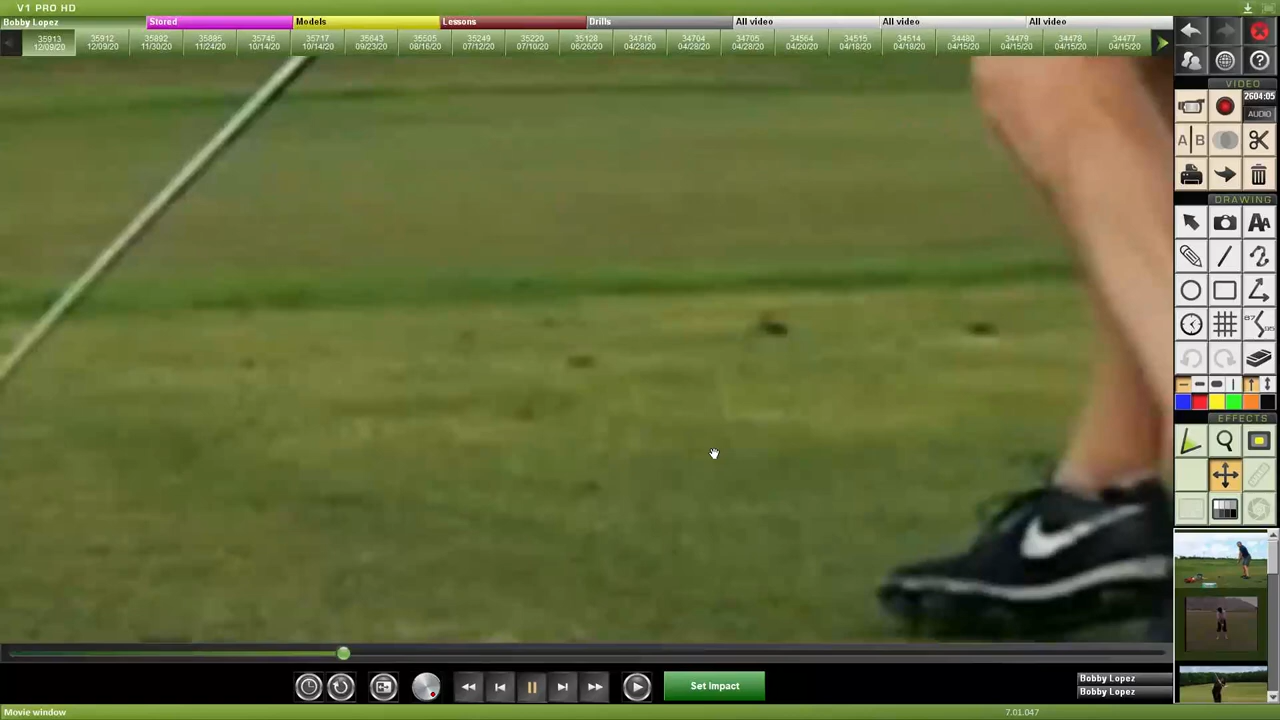 V1 PRO HD
Bobby Lopez Stored Models Lessons Drills All video All video All video
35913 35912 35892 35885 35745 35717 35643 35505 35249 35220 35128 34716 34704 34705 34564 34515 34514 34480 34479 34478 34477
12/09/20 12/09/20 11/30/20 11/24/20 10/14/20 10/14/20 09/23/20 08/16/20 07/12/20 07/10/20 06/26/20 04/28/20 04/28/20 04/28/20 04/20/20 04/18/20 04/18/20 04/15/20 04/15/20 04/15/20 04/15/20
VIDEO
2604:05
AUDIO
A|B
DRAWING
AA
EFFECTS
Set Impact
Bobby Lopez
Bobby Lopez
Movie window 7.01.047